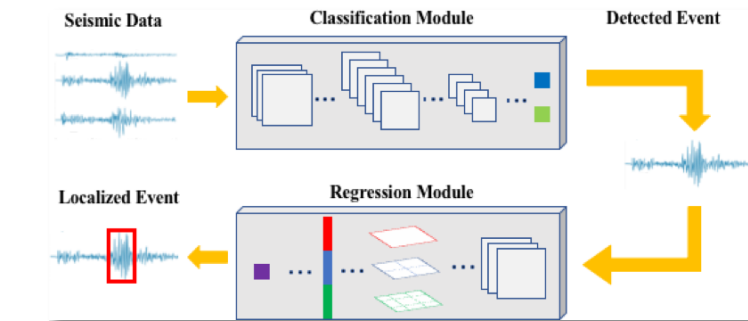 Seismic Data
Classification Module
Detected Event
Localized Event
Regression Module